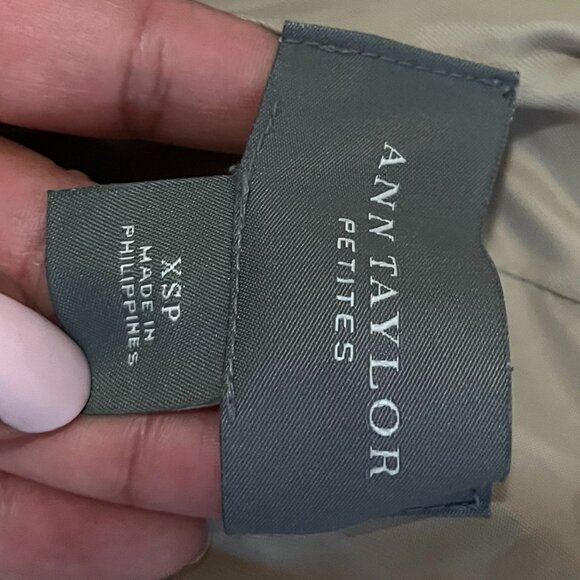 ANN TAYLOR
PETITES
XSP
MADE IN
PHILIPPINES